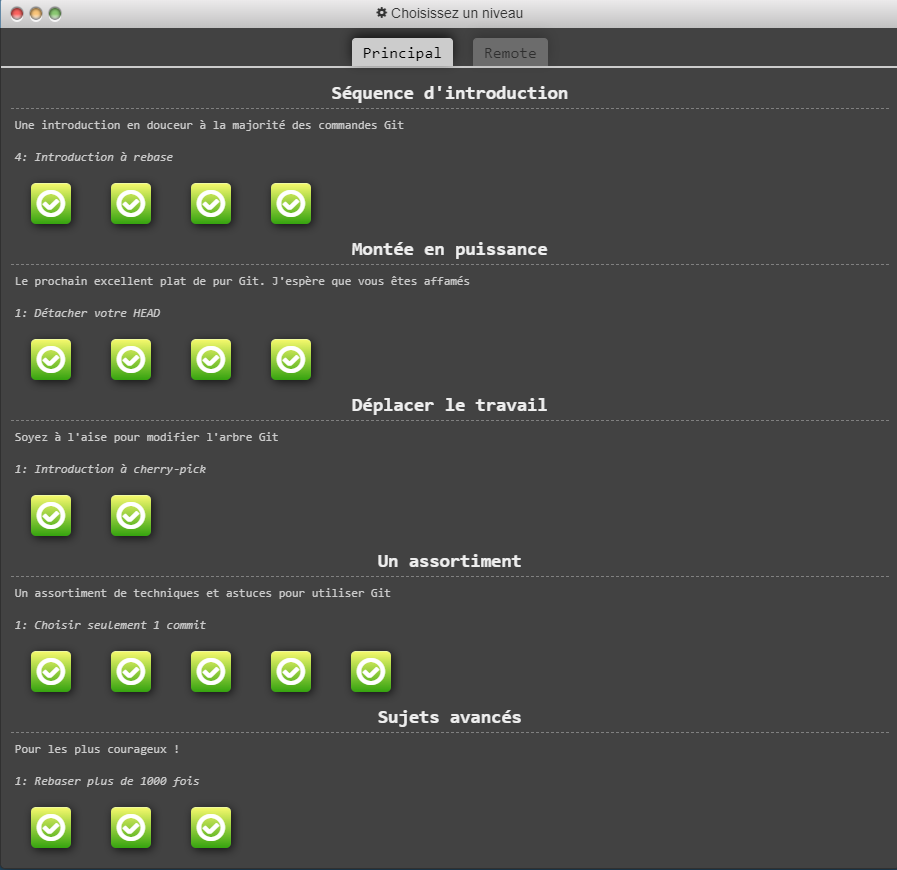 Choisissez un niveau
Principal
Remote
Séquence d'introduction
Une introduction en douceur à la majorité des commandes Git
4: Introduction à rebase
Montée en puissance
Le prochain excellent plat de pur Git. J'espère que vous êtes affamés
1: Détacher votre HEAD
Déplacer le travail
Soyez à l'aise pour modifier l'arbre Git
1: Introduction à cherry-pick
Un assortiment
Un assortiment de techniques et astuces pour utiliser Git
1: Choisir seulement 1 commit
Sujets avancés
Pour les plus courageux !
1: Rebaser plus de 1000 fois